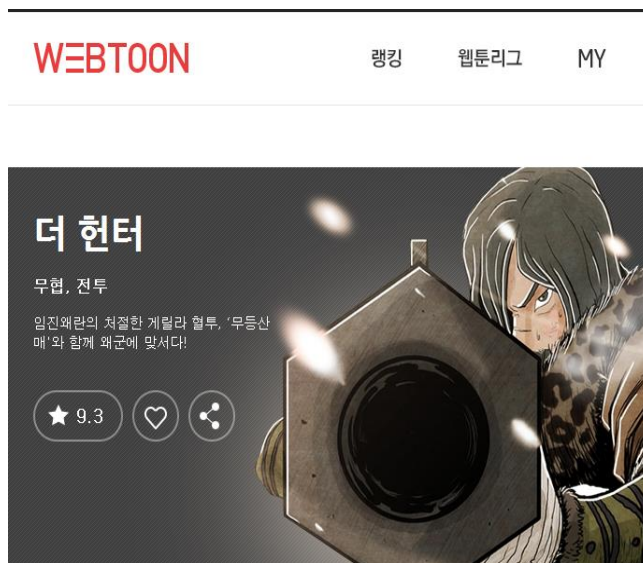 WEBTOON
랭킹 웹툰리그 MY
더 헌터
무협, 전투
임진왜란의 처절한 게릴라 혈투, '무등산
매'와 함께 왜군에 맞서다!
9.3